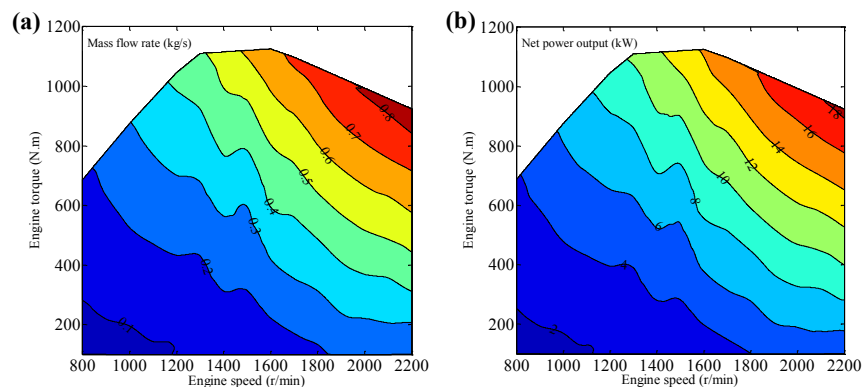 (a)
Mass flow rate (kg/s)
Engine torque (N.m)
1200
1000
800
600
400
200
0.1
0.2
0.3
0.4
0.5
0.6
0.7
0.8
800 1000 1200 1400 1600 1800 2000 2200
Engine speed (r/min)
(b)
Net power output (kW)
Engine toruqe (N.m)
1200
1000
800
600
400
200
2
4
6
8
10
12
14
16
18
800 1000 1200 1400 1600 1800 2000 2200
Engine speed (r/min)